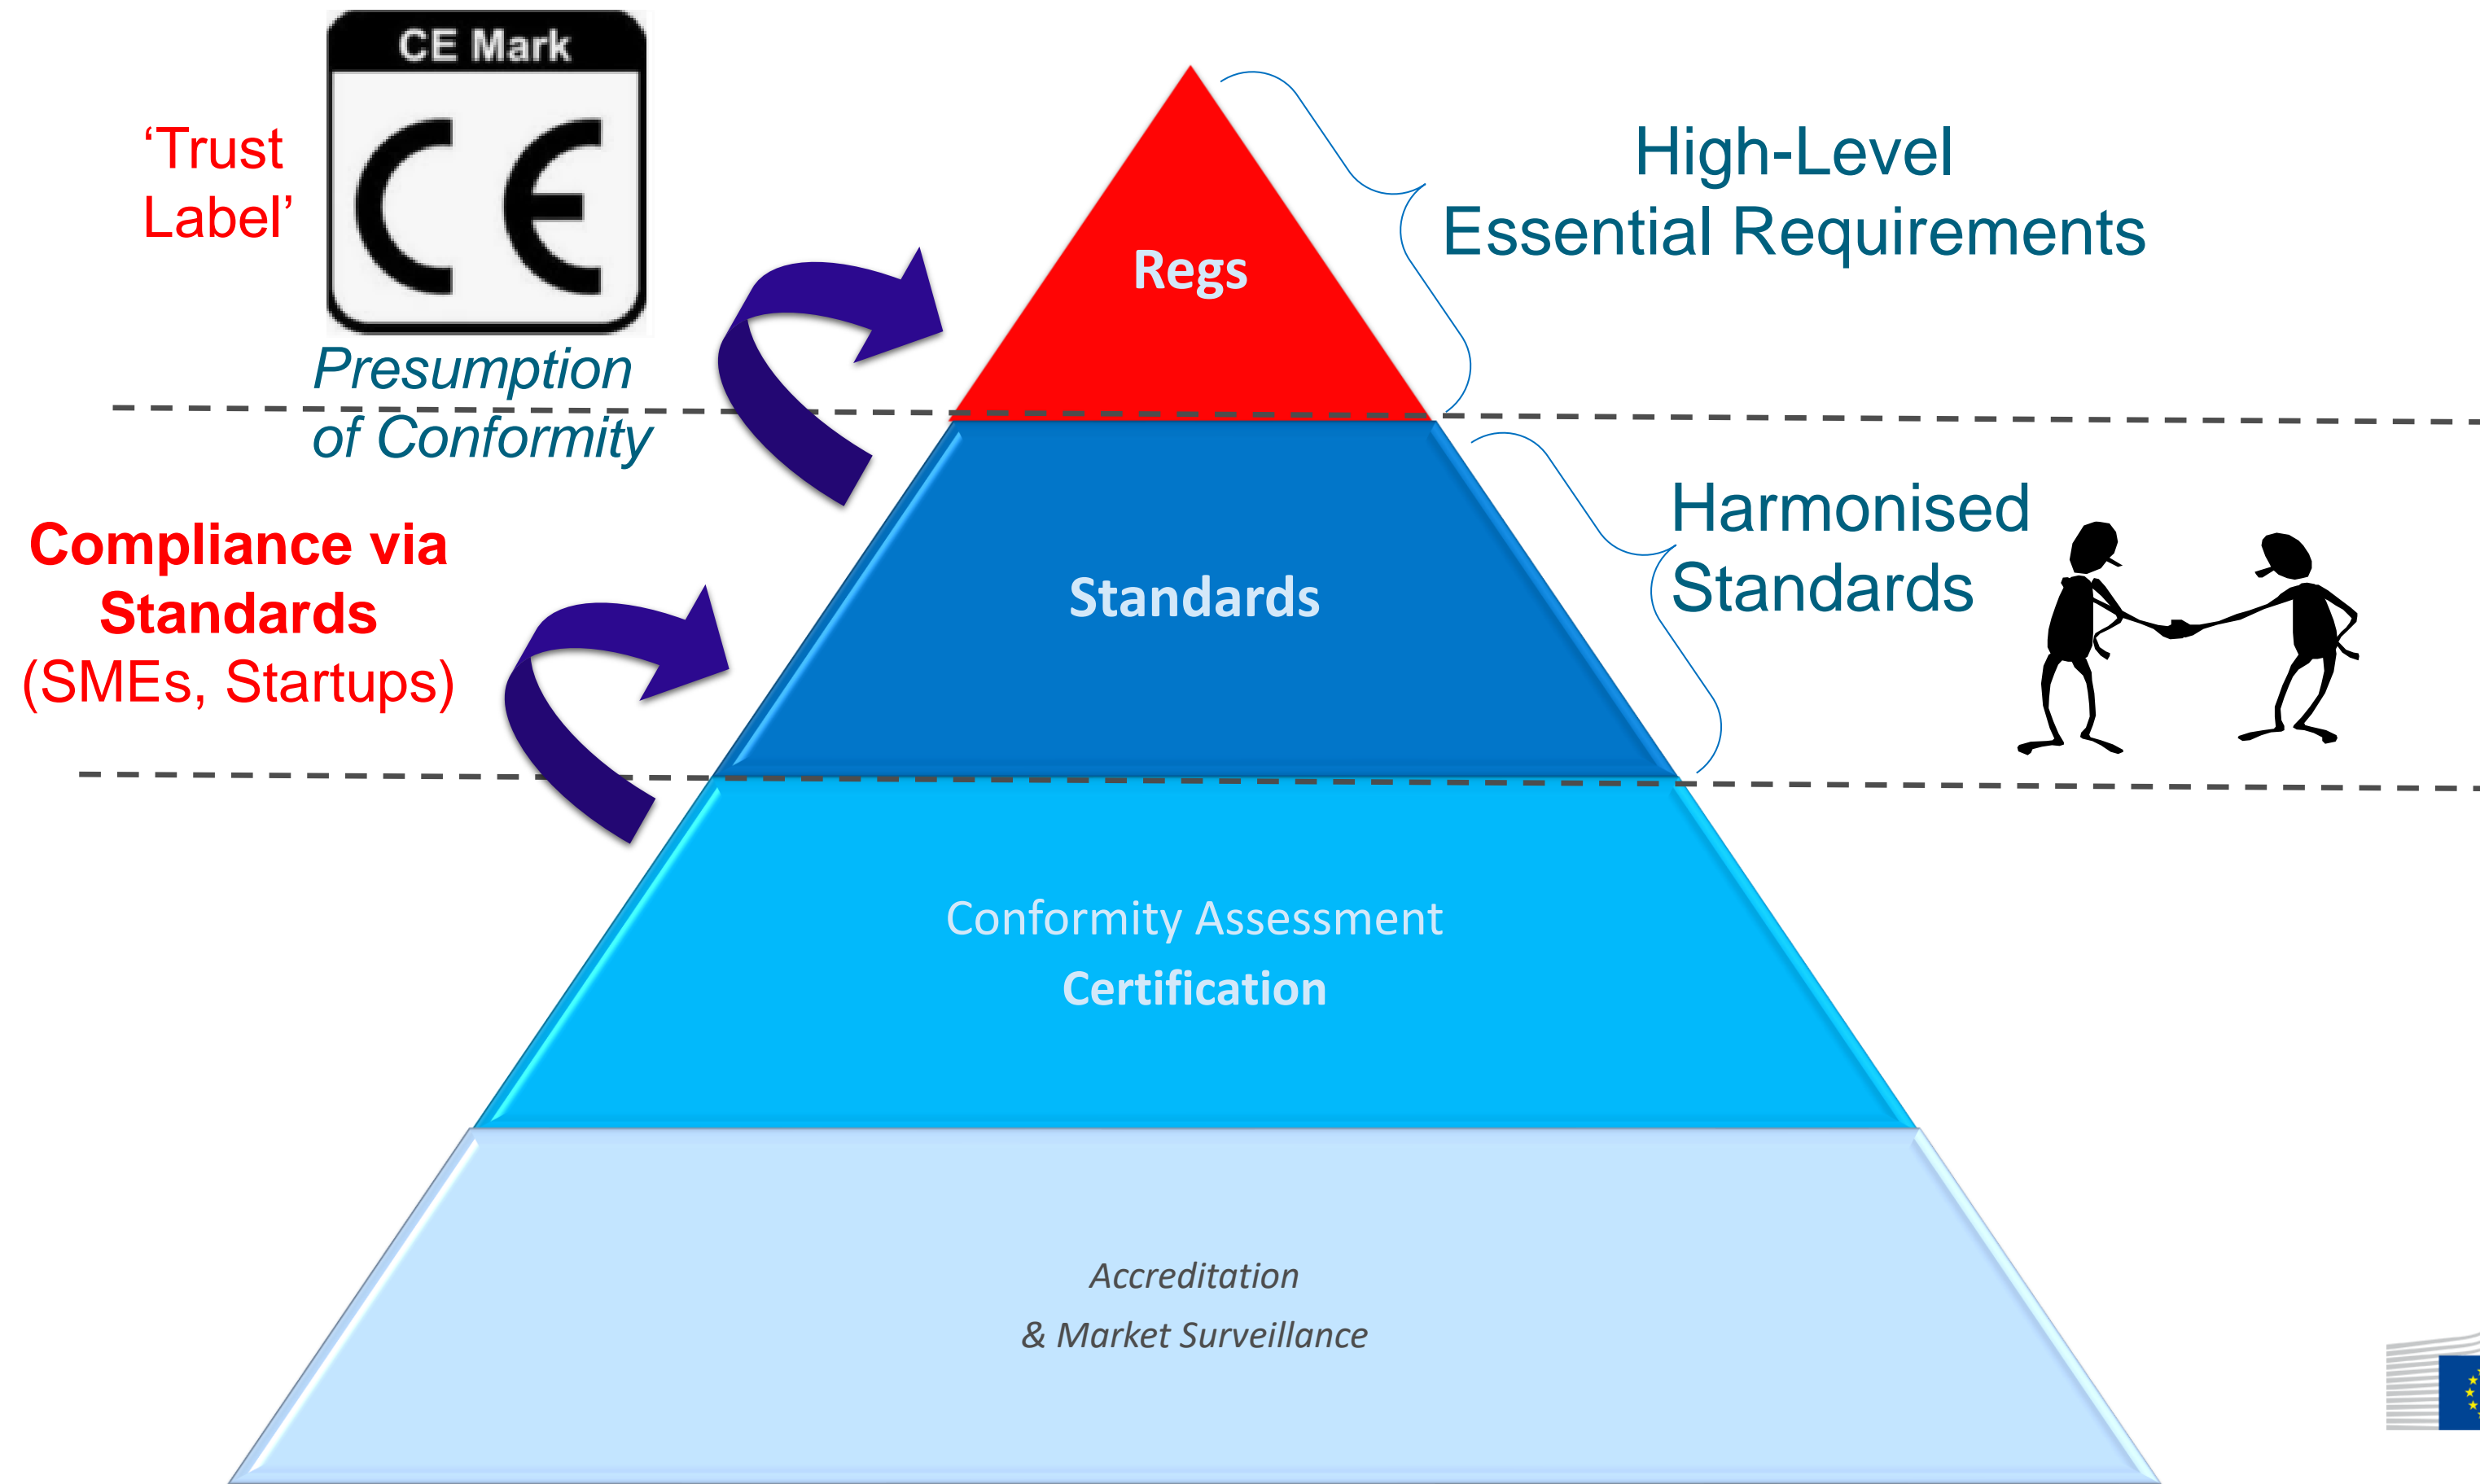 CE Mark
CE
‘Trust
Label’
Presumption
of Conformity
Regs
High-Level
Essential Requirements
Compliance via
Standards
(SMEs, Startups)
Standards
Harmonised
Standards
Conformity Assessment
Certification
Accreditation
& Market Surveillance